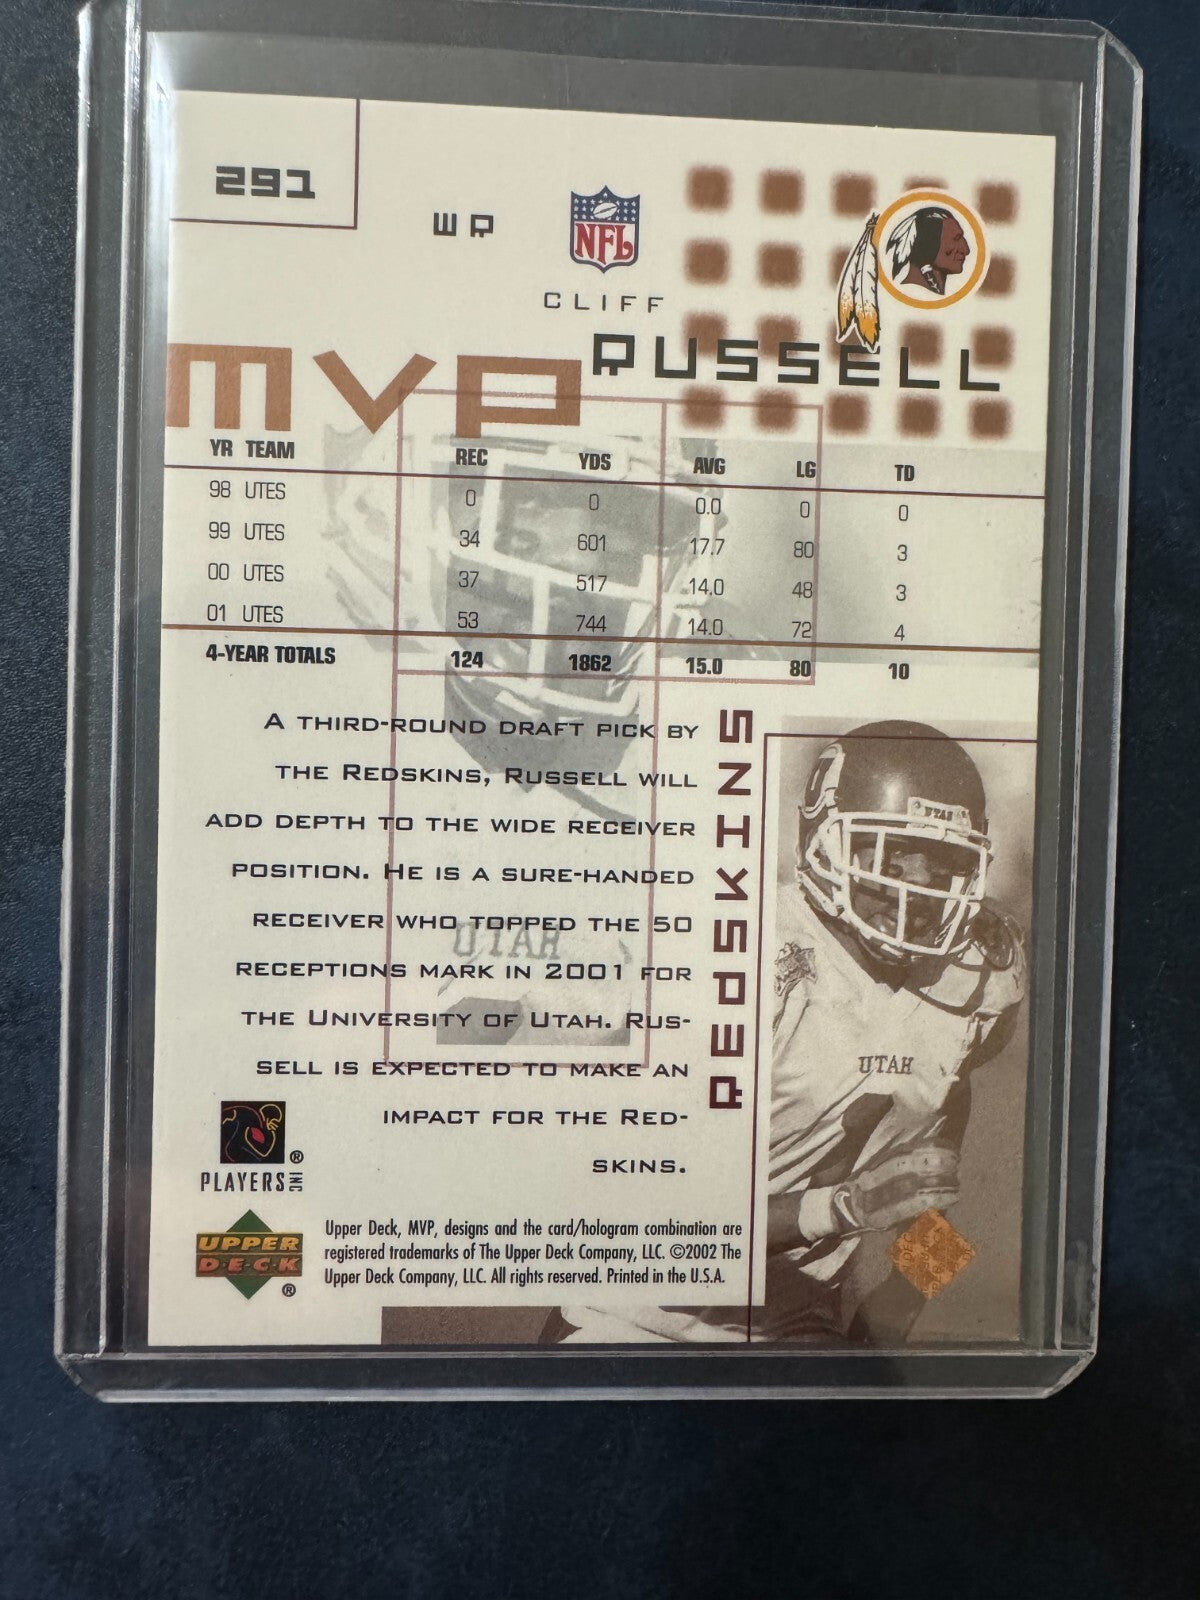 291
WR
NFL
CLIFF
RUSSELL
MVP
YR TEAM REC YDS AVG LG TD
98 UTES 0 0 0.0 0 0
99 UTES 34 601 17.7 80 3
00 UTES 37 517 14.0 48 3
01 UTES 53 744 14.0 72 4
4-YEAR TOTALS 124 1862 15.0 80 10
A THIRD-ROUND DRAFT PICK BY
THE REDSKINS, RUSSELL WILL
ADD DEPTH TO THE WIDE RECEIVER
POSITION. HE IS A SURE-HANDED
RECEIVER WHO TOPPED THE 50
RECEPTIONS MARK IN 2001 FOR
THE UNIVERSITY OF UTAH. RUS-
SELL IS EXPECTED TO MAKE AN
IMPACT FOR THE RED-
SKINS.
REDSKINS
UTAH
UTAH
UTAH
PLAYERS INC ®
UPPER
DECK ®
Upper Deck, MVP, designs and the card/hologram combination are
registered trademarks of The Upper Deck Company, LLC. ©2002 The
Upper Deck Company, LLC. All rights reserved. Printed in the U.S.A.